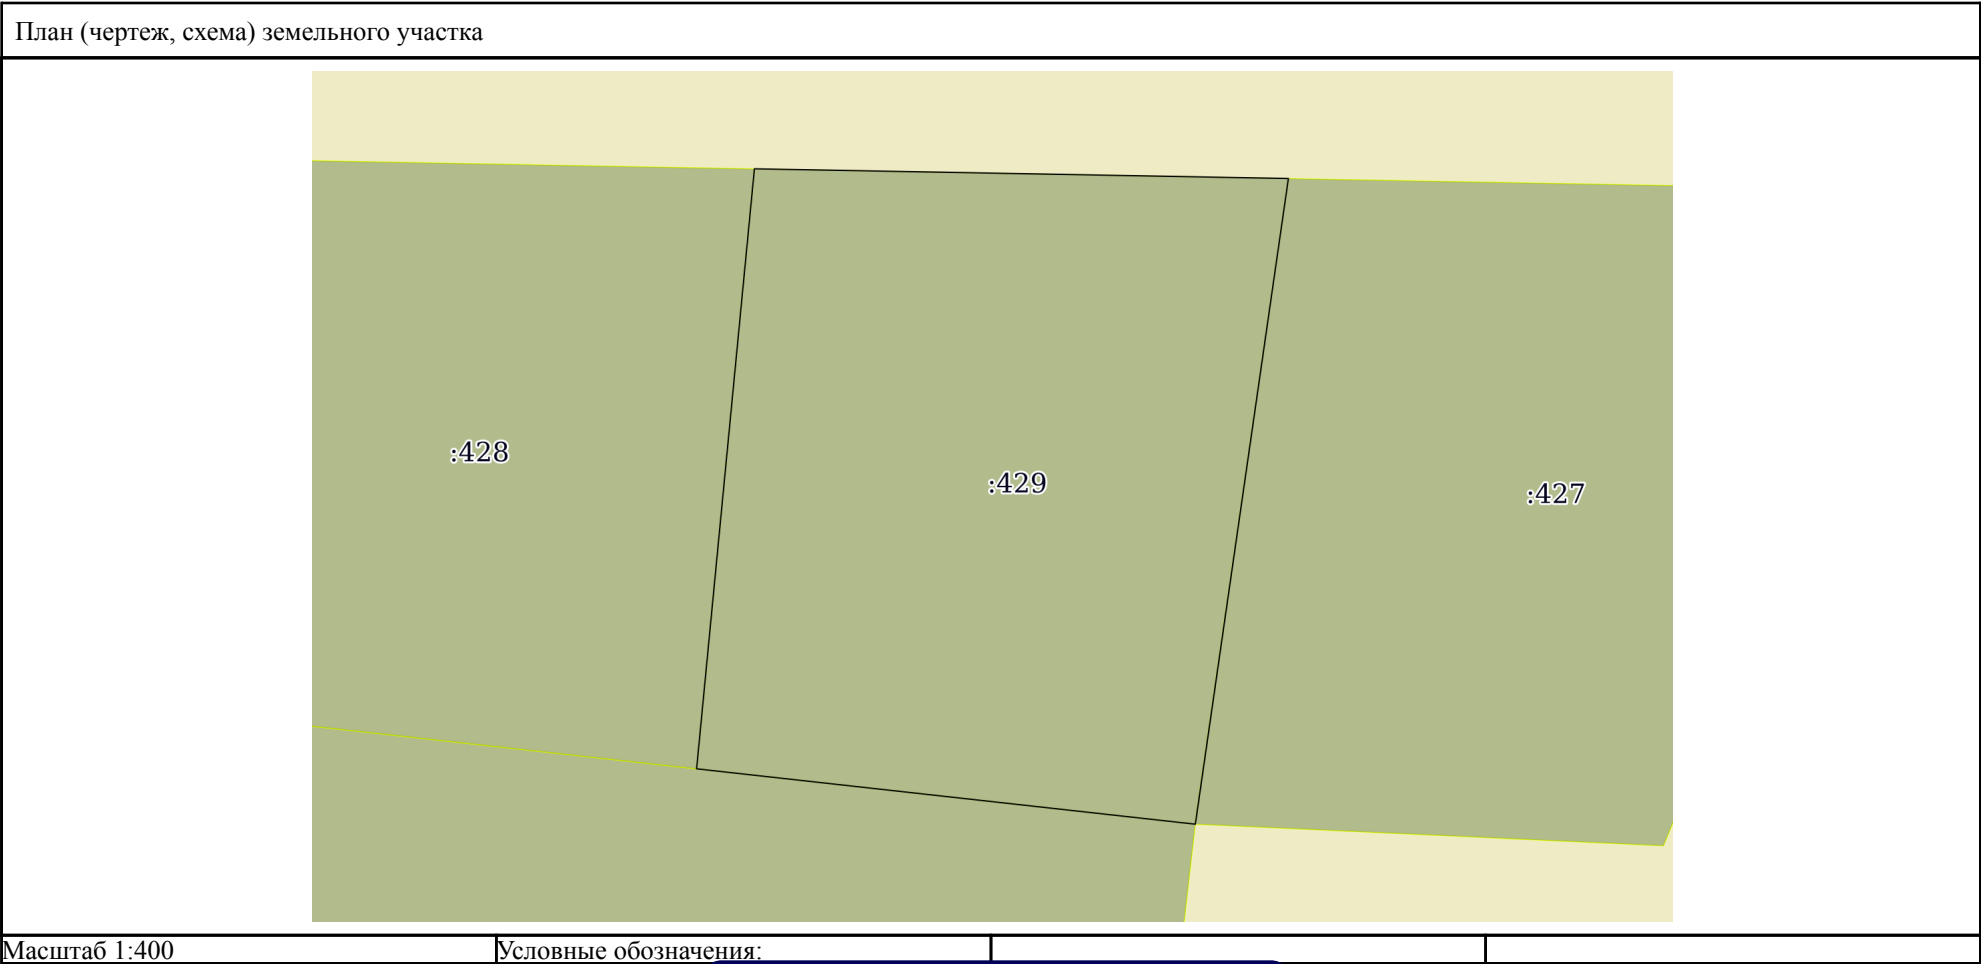 План (чертеж, схема) земельного участка
:428
:429
:427
Масштаб 1:400
Условные обозначения: